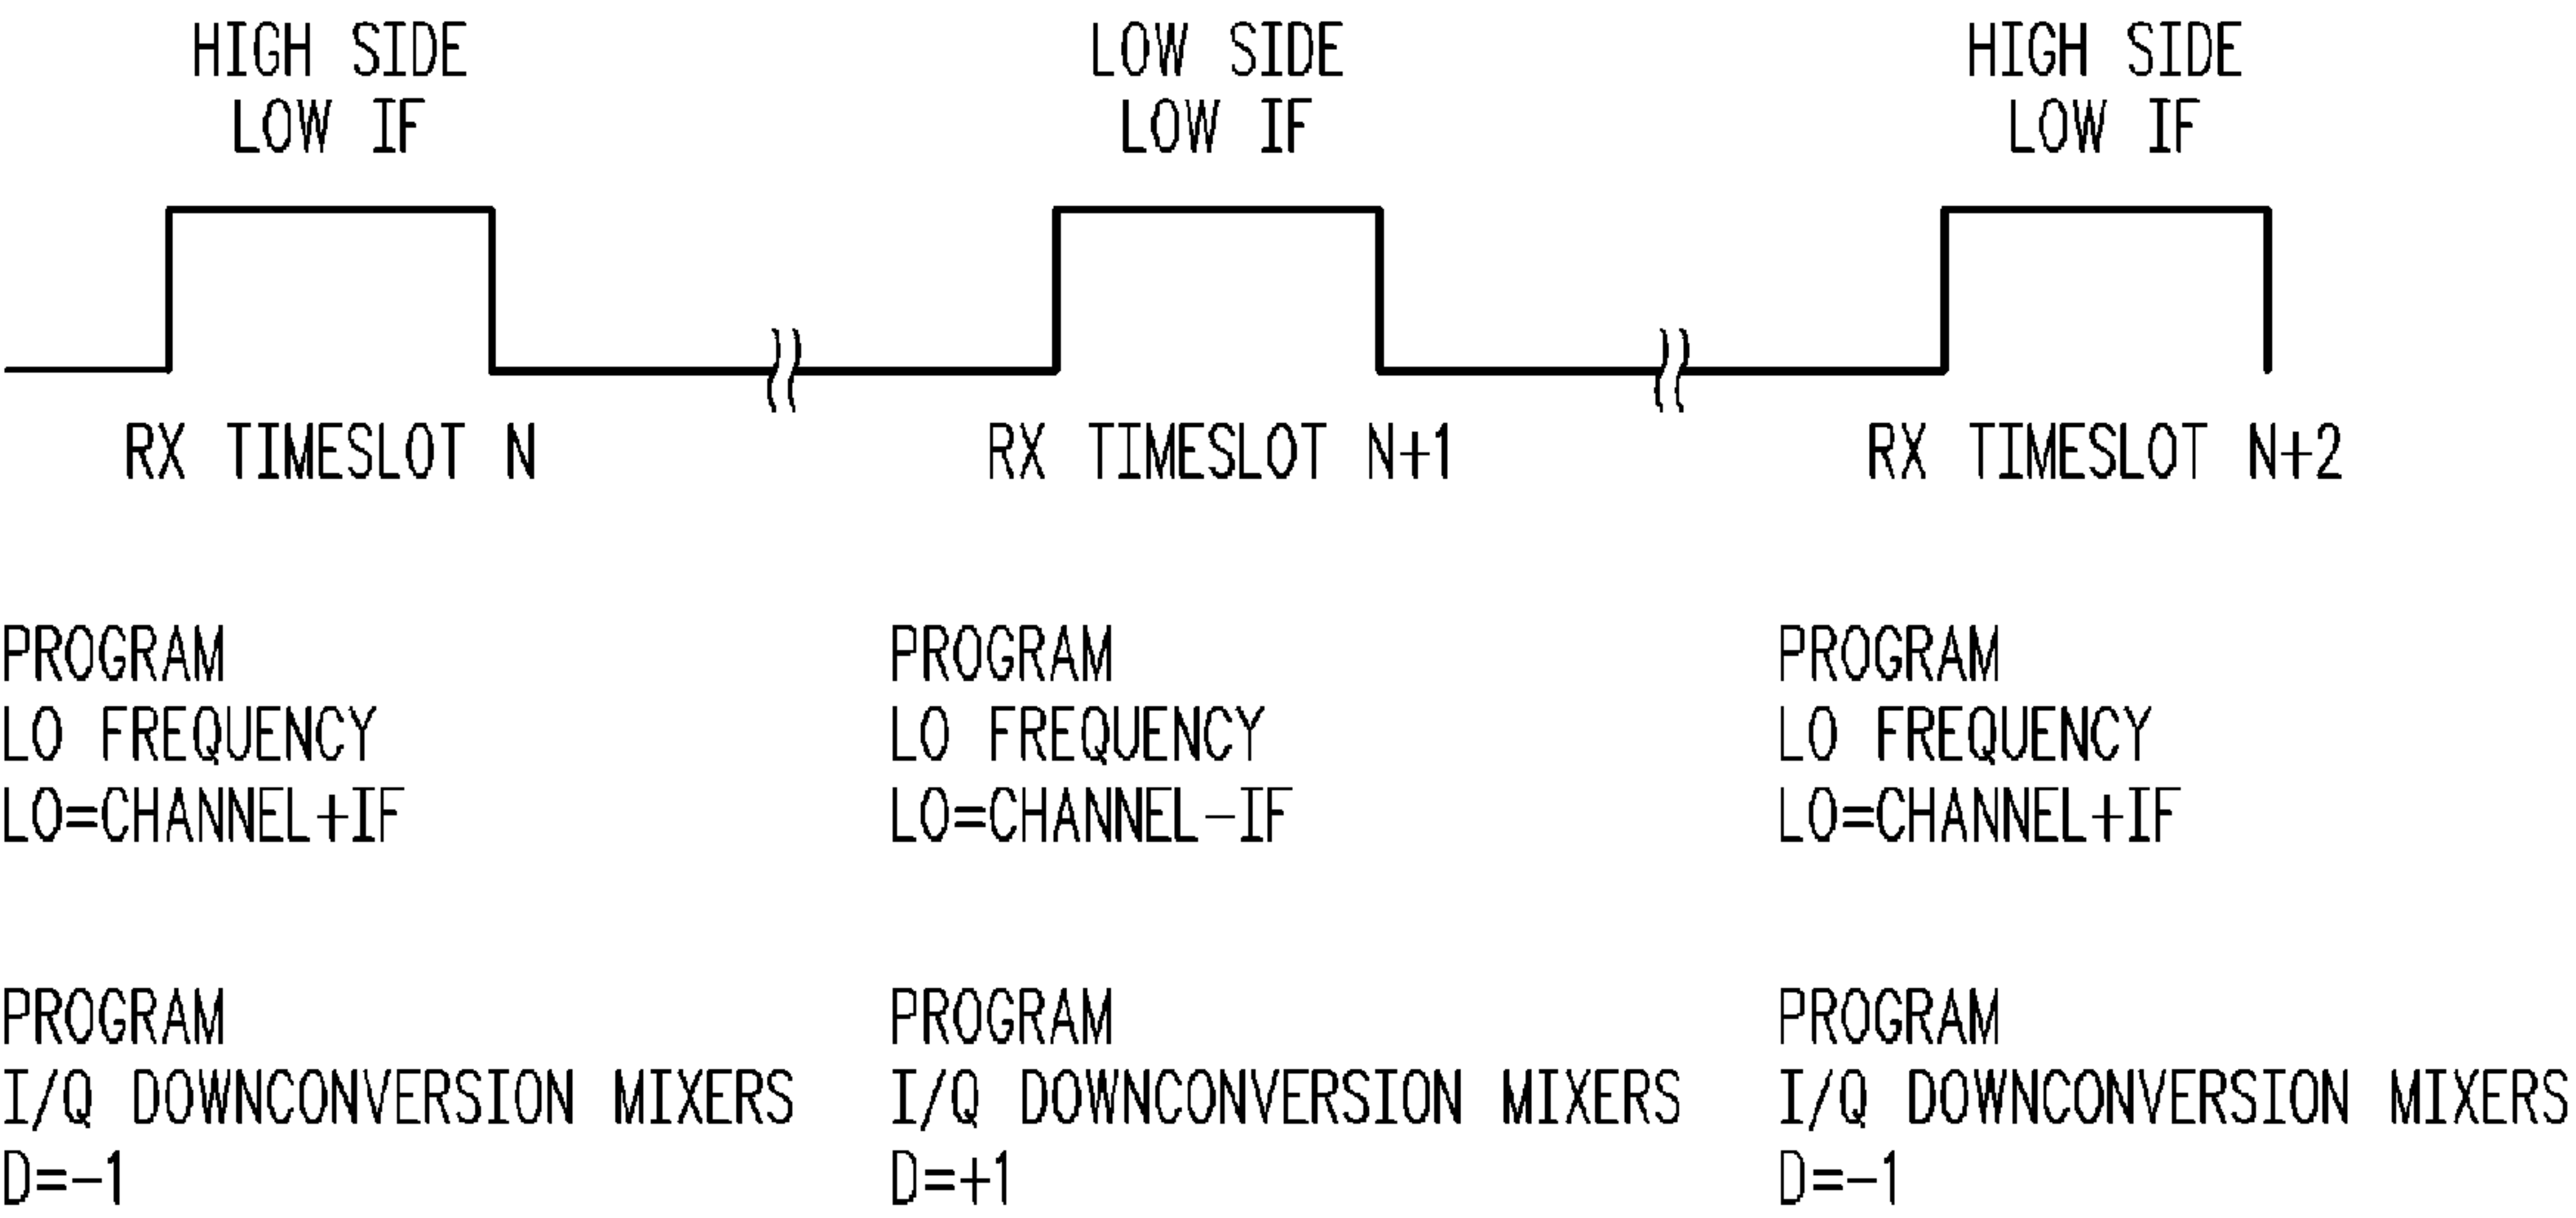 HIGH SIDE
LOW IF
LOW SIDE
LOW IF
HIGH SIDE
LOW IF
RX TIMESLOT N
RX TIMESLOT N+1
RX TIMESLOT N+2
PROGRAM
LO FREQUENCY
LO=CHANNEL+IF
PROGRAM
LO FREQUENCY
LO=CHANNEL-IF
PROGRAM
LO FREQUENCY
LO=CHANNEL+IF
PROGRAM
I/Q DOWNCONVERSION MIXERS
D=-1
PROGRAM
I/Q DOWNCONVERSION MIXERS
D=+1
PROGRAM
I/Q DOWNCONVERSION MIXERS
D=-1